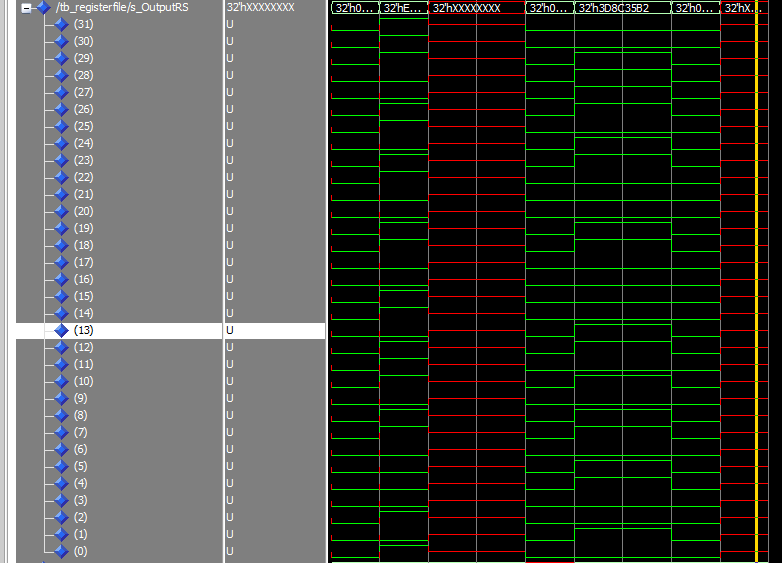 /tb_registerfile/s_OutputRS 32'hXXXXXXXX 32'h0... 32'hE... 32'hXXXXXXXX 32'h0... 32'h3D8C35B2 32'h0... 32'hX...
(31) U
(30) U
(29) U
(28) U
(27) U
(26) U
(25) U
(24) U
(23) U
(22) U
(21) U
(20) U
(19) U
(18) U
(17) U
(16) U
(15) U
(14) U
(13) U
(12) U
(11) U
(10) U
(9) U
(8) U
(7) U
(6) U
(5) U
(4) U
(3) U
(2) U
(1) U
(0) U